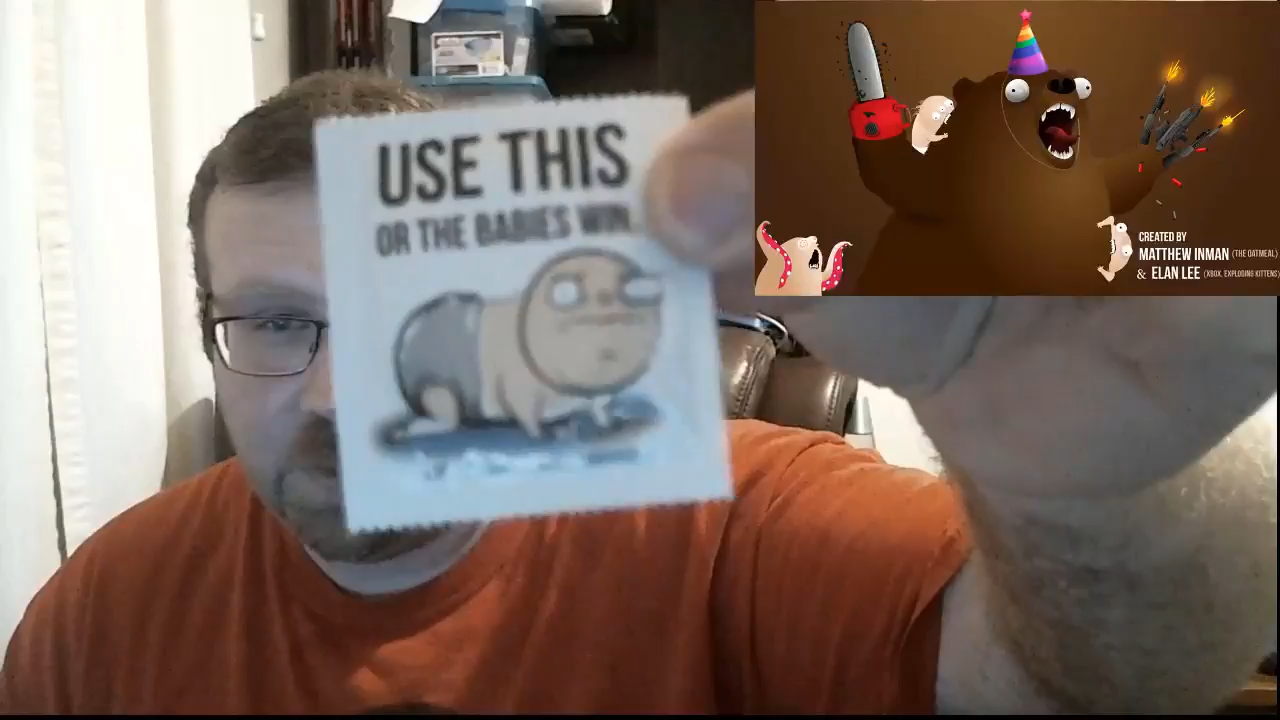 USE THIS
OR THE BABIES WIN.
CREATED BY
MATTHEW INMAN (THE OATMEAL)
& ELAN LEE (XBOX, EXPLODING KITTENS)